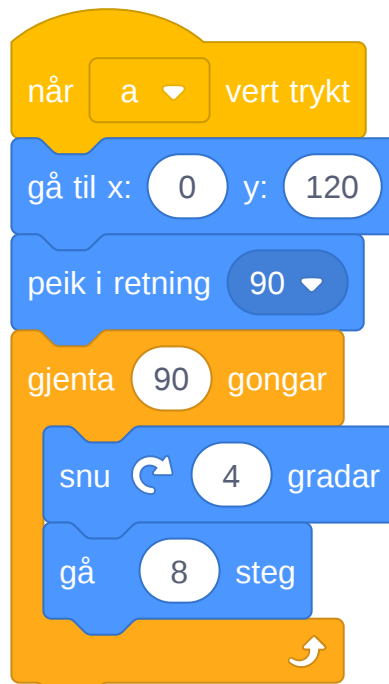 når a vert trykt
gå til x: 0 y: 120
peik i retning 90
gjenta 90 gongar
snu 4 gradar
gå 8 steg